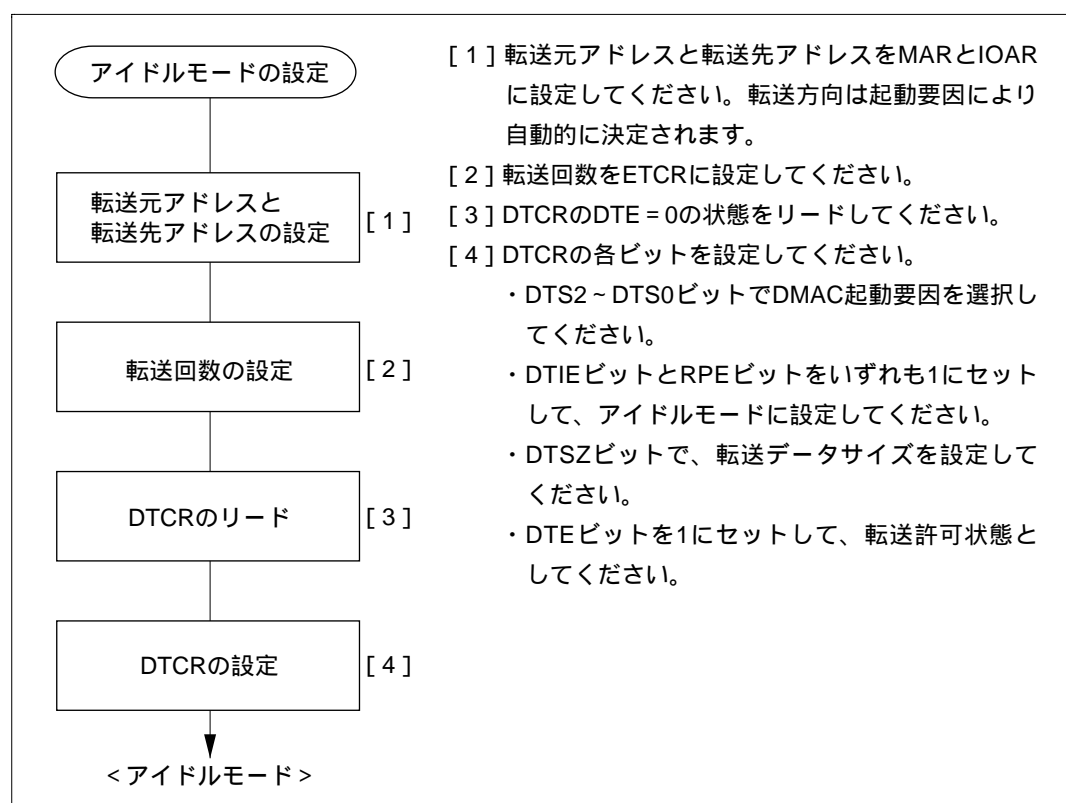 アイドルモードの設定
転送元アドレスと
転送先アドレスの設定
[ 1 ]
転送回数の設定
[ 2 ]
DTCRのリード
[ 3 ]
DTCRの設定
[ 4 ]
<アイドルモード>
[ 1 ] 転送元アドレスと転送先アドレスをMARとIOAR
に設定してください。転送方向は起動要因により
自動的に決定されます。
[ 2 ] 転送回数をETCRに設定してください。
[ 3 ] DTCRのDTE = 0の状態をリードしてください。
[ 4 ] DTCRの各ビットを設定してください。
・DTS2 ~ DTS0ビットでDMAC起動要因を選択し
てください。
・DTIEビットとRPEビットをいずれも1にセット
して、アイドルモードに設定してください。
・DTSZビットで、転送データサイズを設定して
ください。
・DTEビットを1にセットして、転送許可状態と
してください。